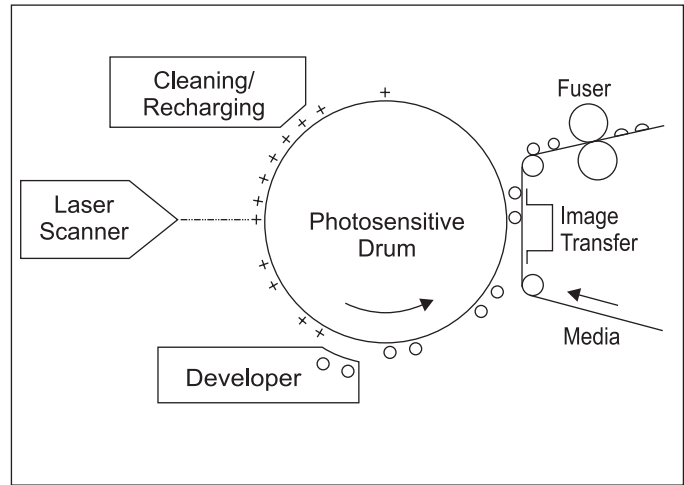 Cleaning/
Recharging
Fuser
Laser
Scanner
Photosensitive
Drum
Image
Transfer
Media
Developer